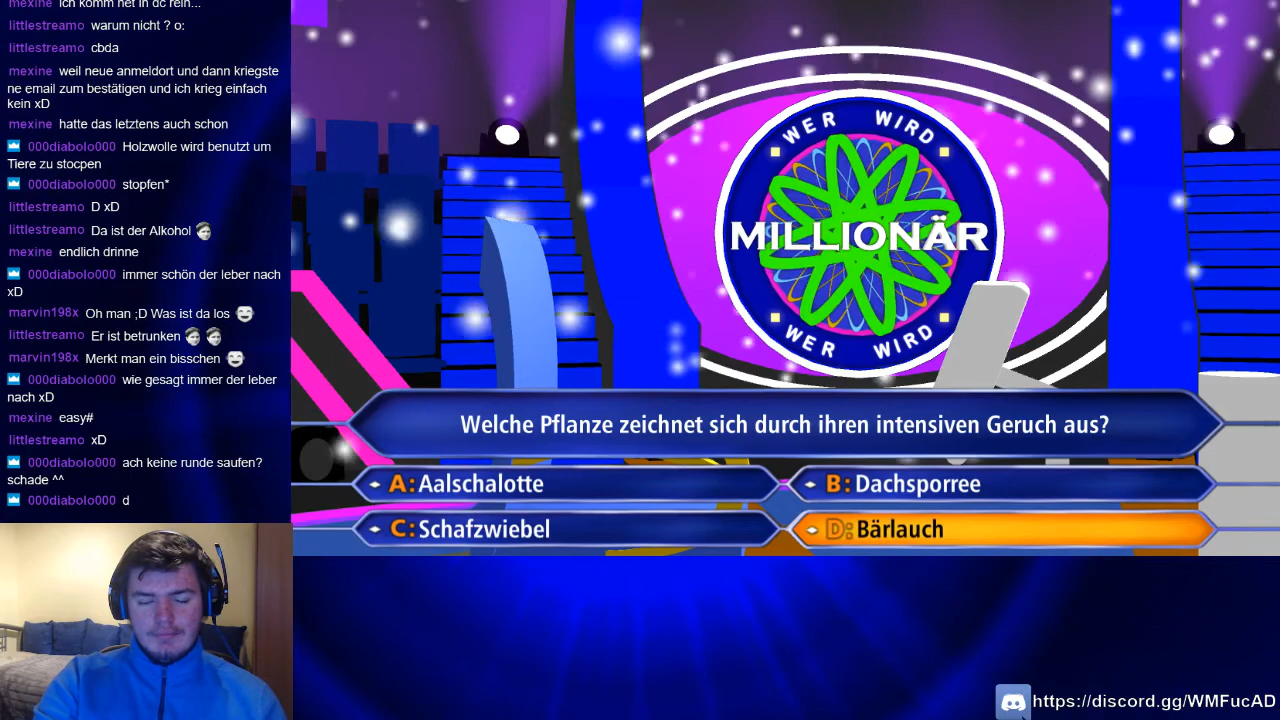 mexine ich komm net in dc rein...
littlestreamo warum nicht ? o:
littlestreamo cbda
mexine weil neue anmeldort und dann kriegste
ne email zum bestätigen und ich krieg einfach
kein xD
mexine hatte das letztens auch schon
000diabolo000 Holzwolle wird benutzt um
Tiere zu stocpen
000diabolo000 stopfen*
littlestreamo D xD
littlestreamo Da ist der Alkohol
mexine endlich drinne
000diabolo000 immer schön der leber nach
xD
marvin198x Oh man ;D Was ist da los
littlestreamo Er ist betrunken
marvin198x Merkt man ein bisschen
000diabolo000 wie gesagt immer der leber
nach xD
mexine easy#
littlestreamo xD
000diabolo000 ach keine runde saufen?
schade ^^
000diabolo000 d
WER WIRD
MILLIONÄR
WER WIRD
Welche Pflanze zeichnet sich durch ihren intensiven Geruch aus?
A: Aalschalotte
B: Dachsporree
C: Schafzwiebel
D: Bärlauch
https://discord.gg/WMFucAD